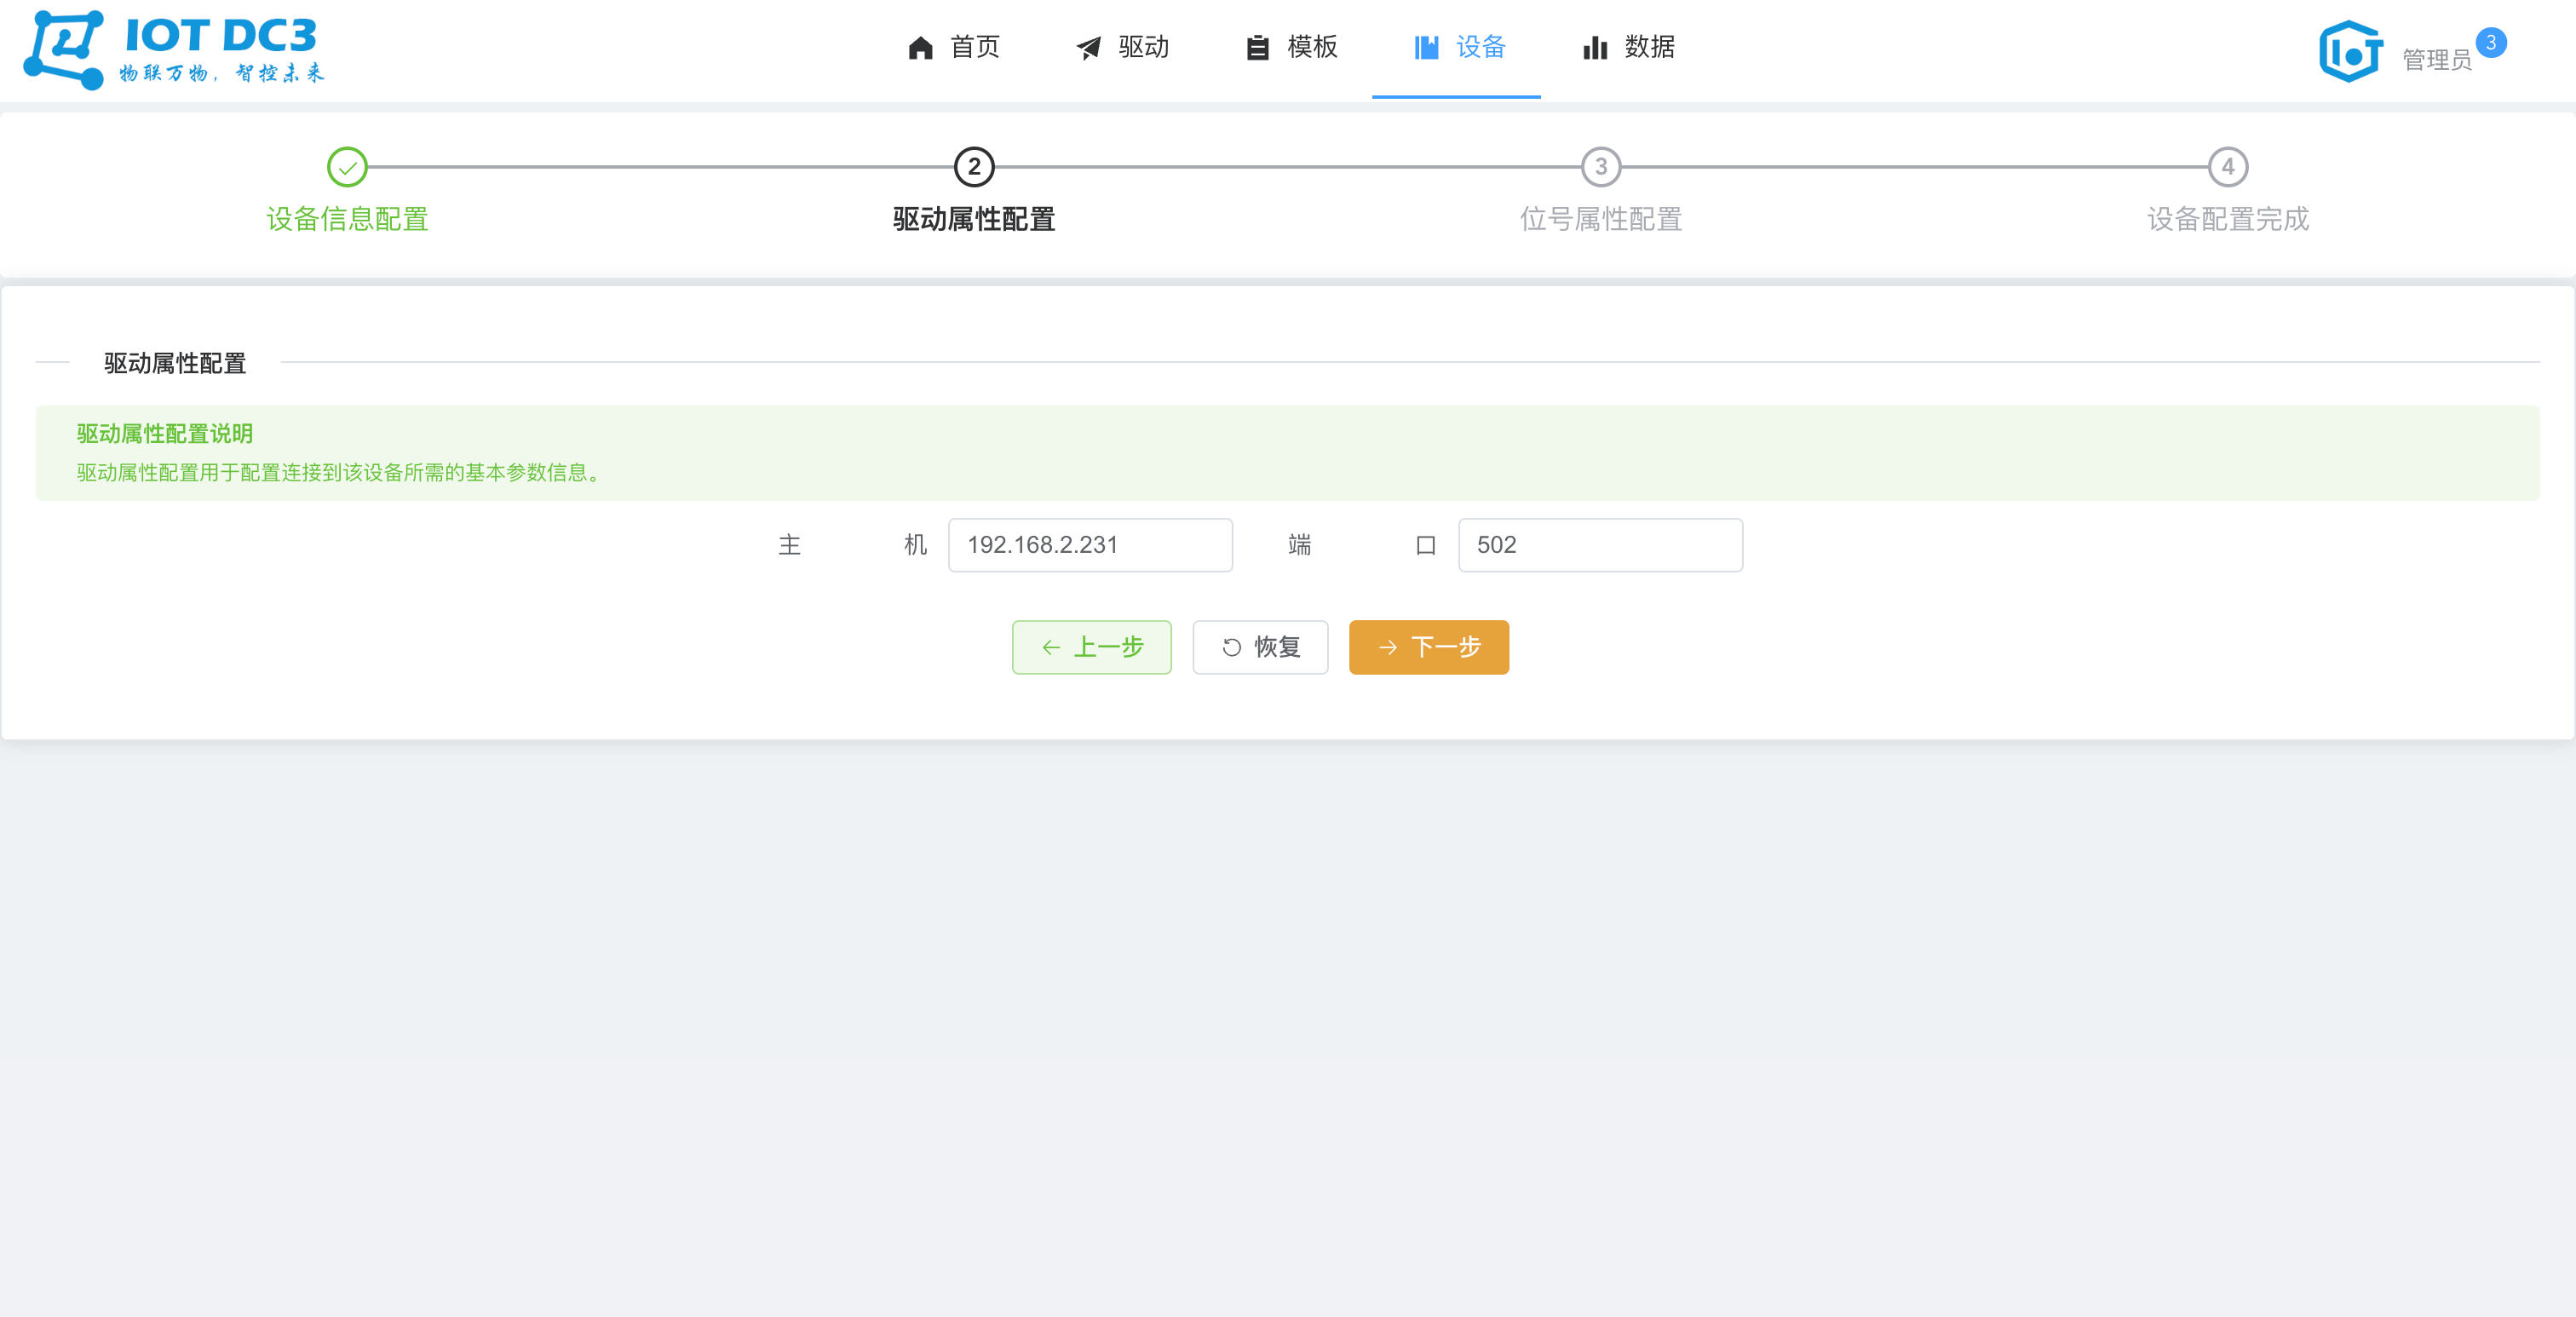 IOT DC3
物联万物，智控未来
首页 驱动 模板 设备 数据
管理员 3
2 3 4
设备信息配置 驱动属性配置 位号属性配置 设备配置完成
驱动属性配置
驱动属性配置说明
驱动属性配置用于配置连接到该设备所需的基本参数信息。
主 机 192.168.2.231 端 口 502
上一步 恢复 下一步